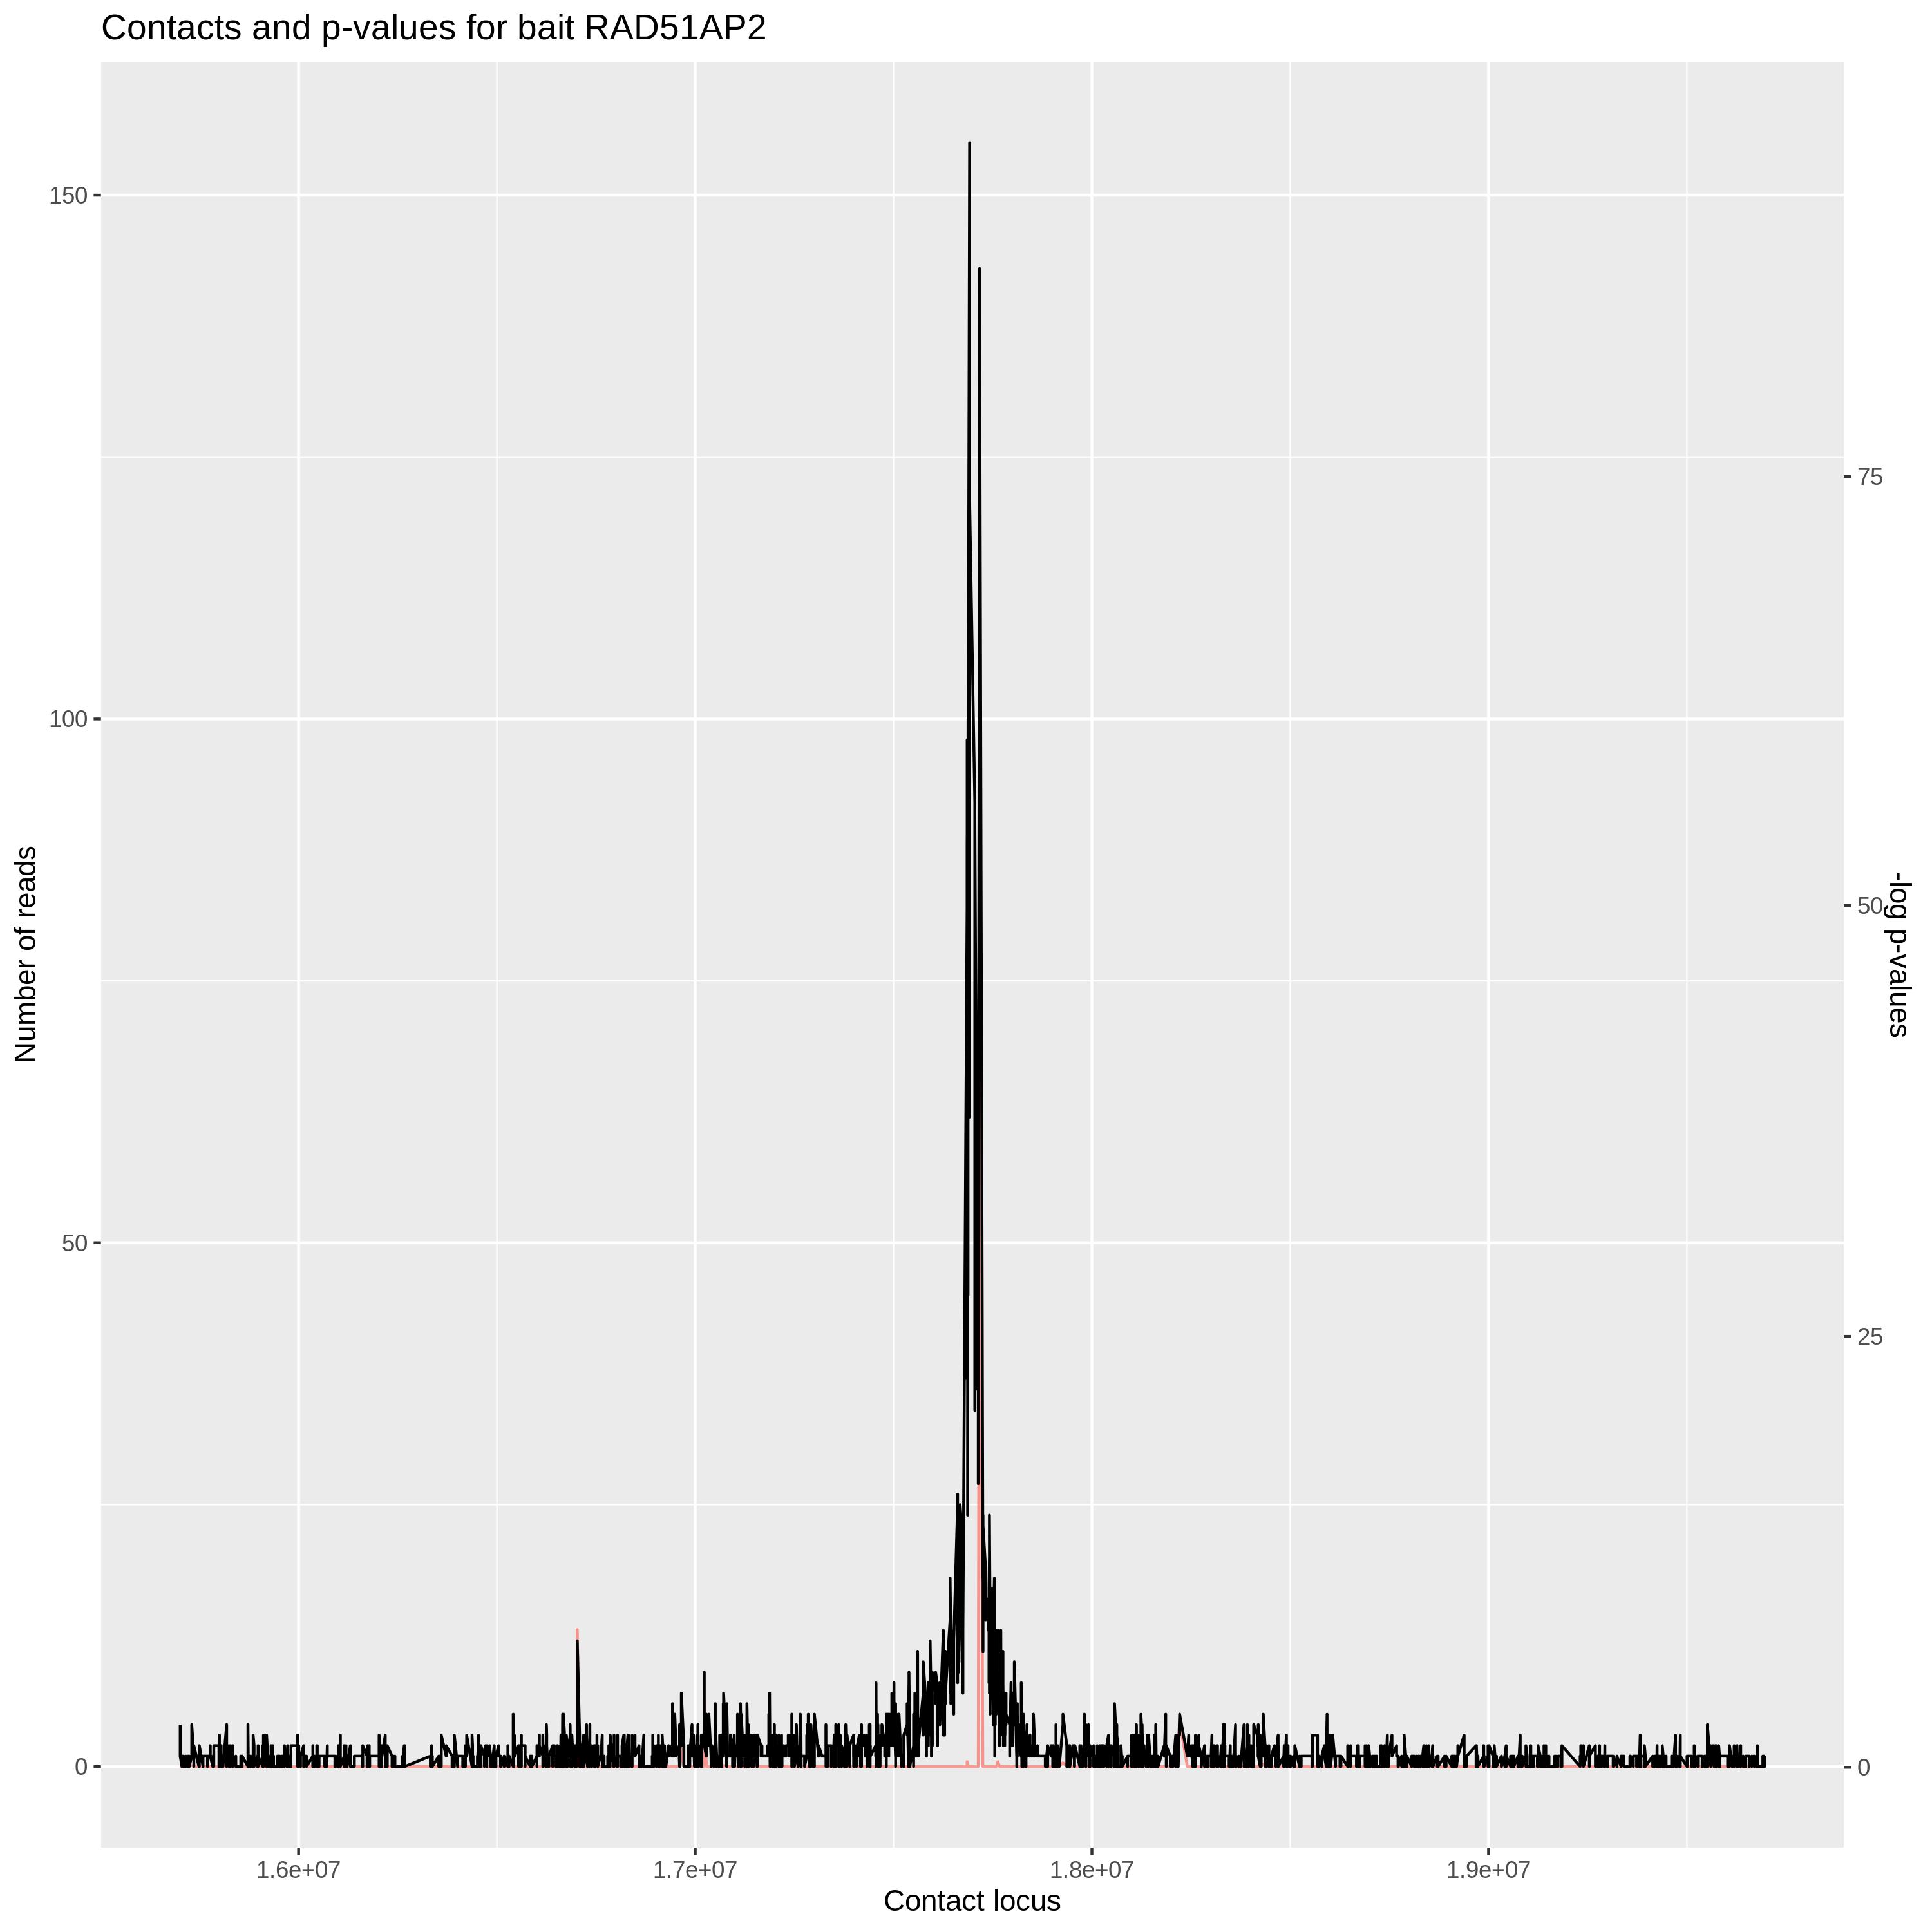 Contacts and p-values for bait RAD51AP2
150
100
50
0
Number of reads
75
50
25
0
-log p-values
1.6e+07
1.7e+07
1.8e+07
1.9e+07
Contact locus